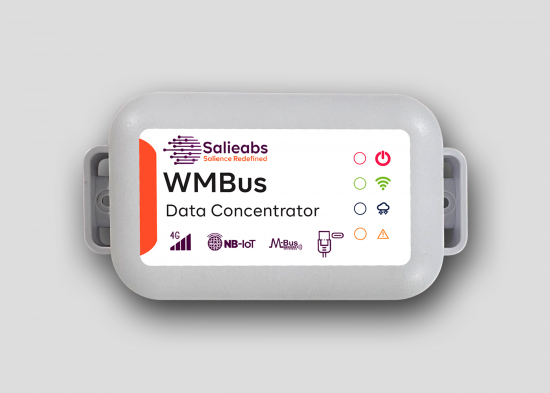 Salieabs
Salience Redefined
WMBus
Data Concentrator
4G
NB-IoT
M-Bus